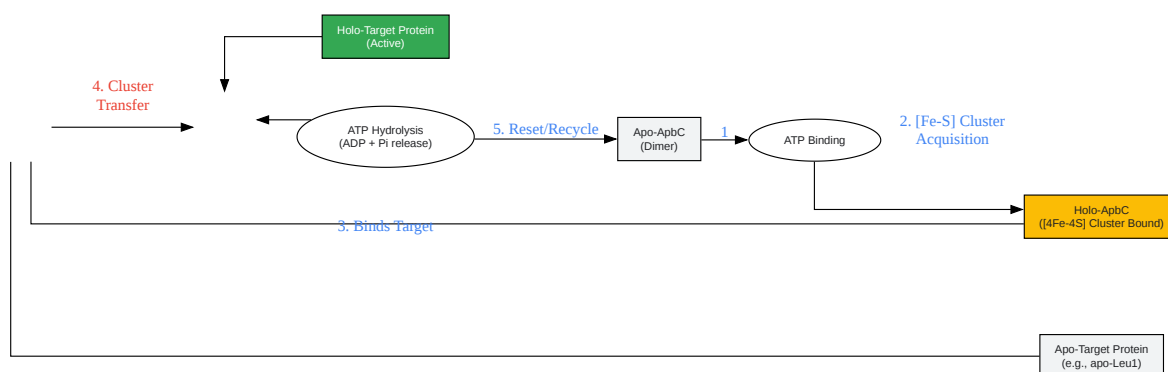 Holo-Target Protein
(Active)
4. Cluster
Transfer
ATP Hydrolysis
(ADP + Pi release)
5. Reset/Recycle
Apo-ApbC
(Dimer)
1
ATP Binding
2. [Fe-S] Cluster
Acquisition
Holo-ApbC
([4Fe-4S] Cluster Bound)
3. Binds Target
Apo-Target Protein
(e.g., apo-Leu1)